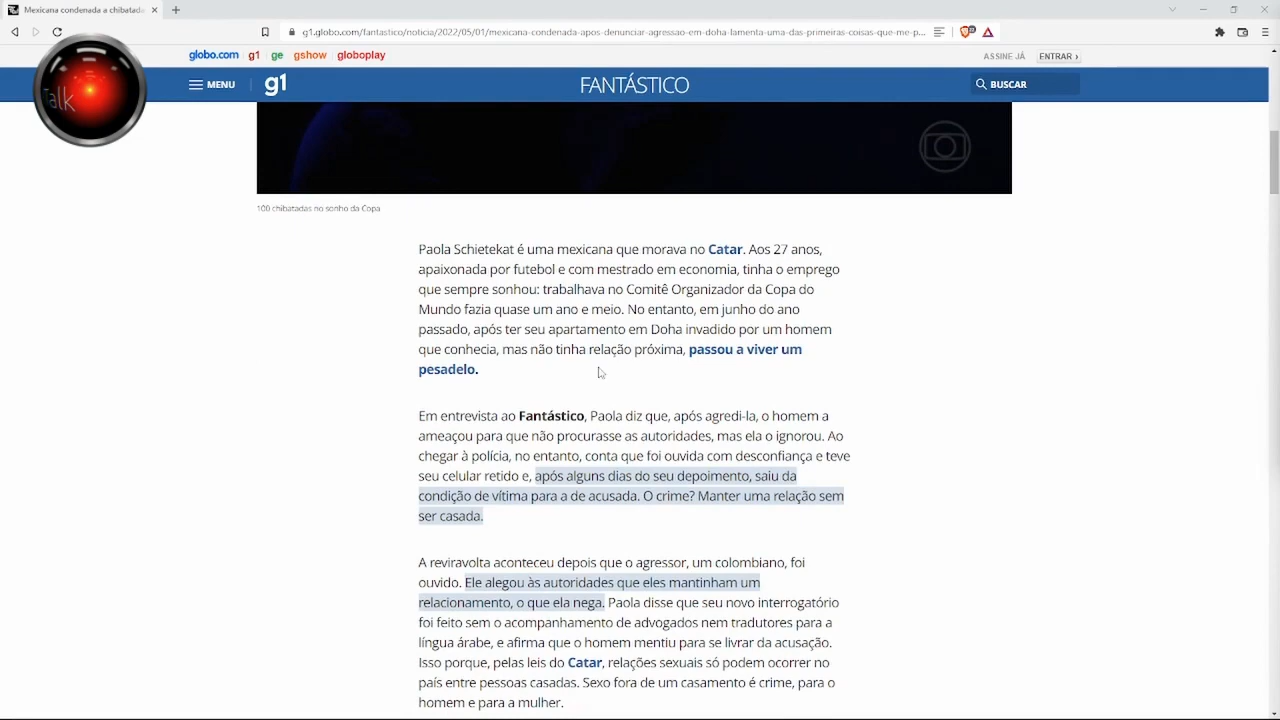 Mexicana condenada a chibatada
g1.globo.com/fantastico/noticia/2022/05/01/mexicana-condenada-apos-denunciar-agressao-em-doha-lamenta-uma-das-primeiras-coisas-que-me-p...
globo.com g1 ge gshow globoplay
ASSINE JÁ ENTRAR ›
Talk
MENU g1 FANTÁSTICO BUSCAR
100 chibatadas no sonho da Copa
Paola Schietekat é uma mexicana que morava no Catar. Aos 27 anos,
apaixonada por futebol e com mestrado em economia, tinha o emprego
que sempre sonhou: trabalhava no Comitê Organizador da Copa do
Mundo fazia quase um ano e meio. No entanto, em junho do ano
passado, após ter seu apartamento em Doha invadido por um homem
que conhecia, mas não tinha relação próxima, passou a viver um
pesadelo.
Em entrevista ao Fantástico, Paola diz que, após agredi-la, o homem a
ameaçou para que não procurasse as autoridades, mas ela o ignorou. Ao
chegar à polícia, no entanto, conta que foi ouvida com desconfiança e teve
seu celular retido e, após alguns dias do seu depoimento, saiu da
condição de vítima para a de acusada. O crime? Manter uma relação sem
ser casada.
A reviravolta aconteceu depois que o agressor, um colombiano, foi
ouvido. Ele alegou às autoridades que eles mantinham um
relacionamento, o que ela nega. Paola disse que seu novo interrogatório
foi feito sem o acompanhamento de advogados nem tradutores para a
língua árabe, e afirma que o homem mentiu para se livrar da acusação.
Isso porque, pelas leis do Catar, relações sexuais só podem ocorrer no
país entre pessoas casadas. Sexo fora de um casamento é crime, para o
homem e para a mulher.